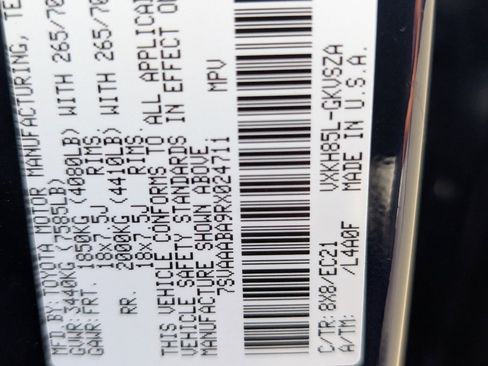 MFD.BY:TOYOTA MOTOR MANUFACTURING, TE
GVWR: 3440KG (7585LB)
GAWR:FRT. 1850KG (4080LB) WITH 265/70
18x7.5J RIMS,
RR. 2000KG (4410LB) WITH 265/70
18x7.5J RIMS,
THIS VEHICLE CONFORMS TO ALL APPLICA
VEHICLE SAFETY STANDARDS IN EFFECT ON
MANUFACTURE SHOWN ABOVE.
7SVAAABA9RX024711 MPV
C/TR: 8X8/EC21 VXKH85L-GKVSZA
A/TM: /L4A0F MADE IN U.S.A.